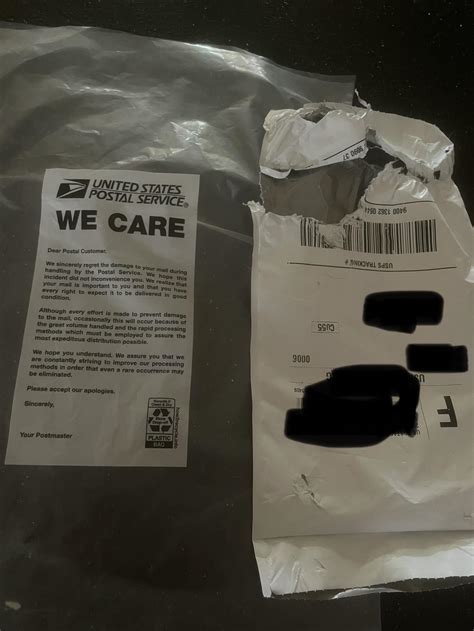 UNITED STATES
POSTAL SERVICE®
WE CARE
Dear Postal Customer:
We sincerely regret the damage to your mail during
handling by the Postal Service. We hope this
incident did not inconvenience you. We realize that
your mail is important to you and that you have
every right to expect it to be delivered in good
condition.
Although every effort is made to prevent damage
to the mail, occasionally this will occur because of
the great volume handled and the rapid processing
methods which must be employed to assure the
most expeditious distribution possible.
We hope you understand. We assure you that we
are constantly striving to improve our processing
methods in order that even a rare occurrence may
be eliminated.
Please accept our apologies.
Sincerely,
Your Postmaster
PLASTIC
BAG
9400 1362 0644
USPS TRACKING #
C055
0006
F